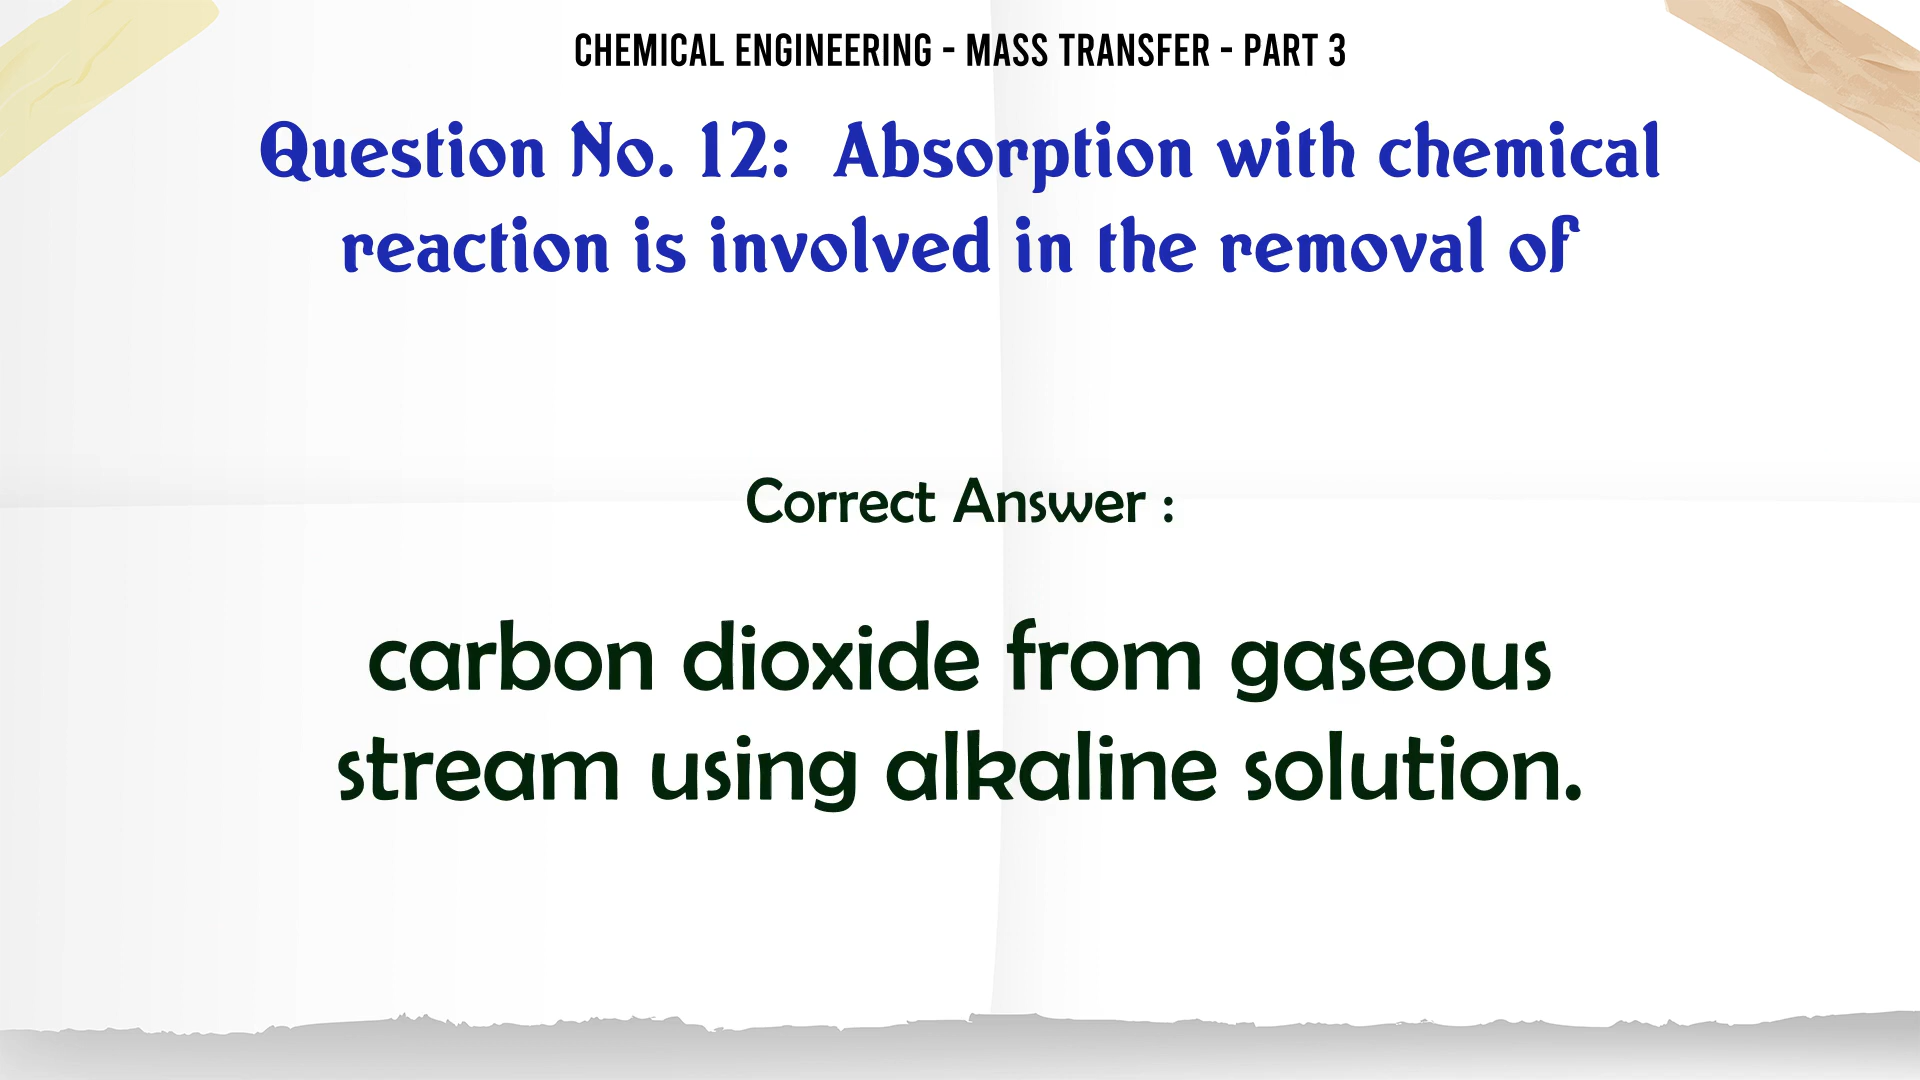 CHEMICAL ENGINEERING - MASS TRANSFER - PART 3
Question No. 12: Absorption with chemical
reaction is involved in the removal of
Correct Answer :
carbon dioxide from gaseous
stream using alkaline solution.